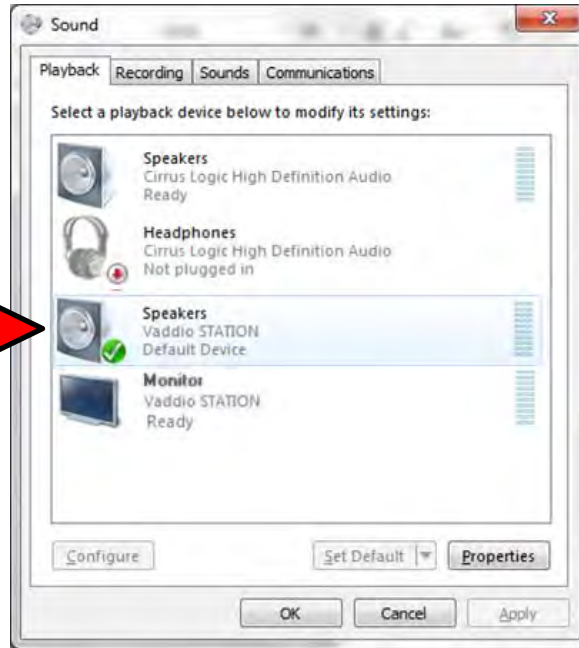 Sound
Playback Recording Sounds Communications
Select a playback device below to modify its settings:
Speakers
Cirrus Logic High Definition Audio
Ready
Headphones
Cirrus Logic High Definition Audio
Not plugged in
Speakers
Vaddio STATION
Default Device
Monitor
Vaddio STATION
Ready
Configure Set Default Properties
OK Cancel Apply